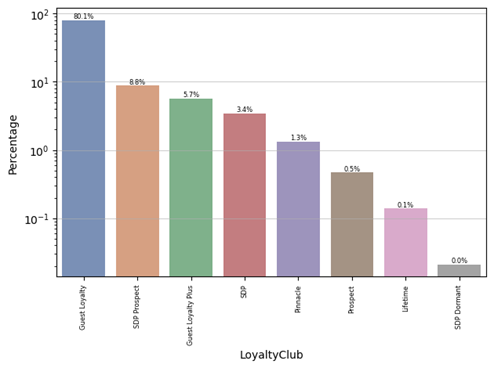 10²
80.1%
8.8%
10¹
5.7%
3.4%
Percentage
1.3%
10⁰
0.5%
0.1%
10⁻¹
0.0%
Guest Loyalty
SDP Prospect
Guest Loyalty Plus
SDP
Pinnacle
Prospect
Lifetime
SDP Dormant
LoyaltyClub